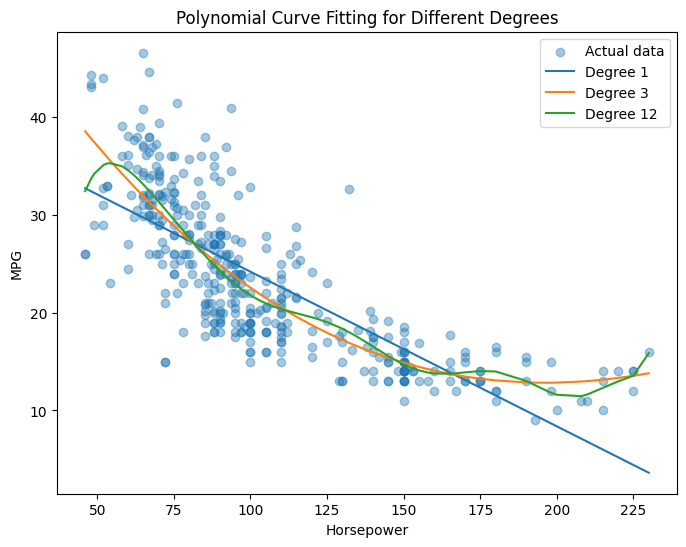 Polynomial Curve Fitting for Different Degrees
Actual data
Degree 1
Degree 3
Degree 12
MPG
40
30
20
10
50
75
100
125
150
175
200
225
Horsepower